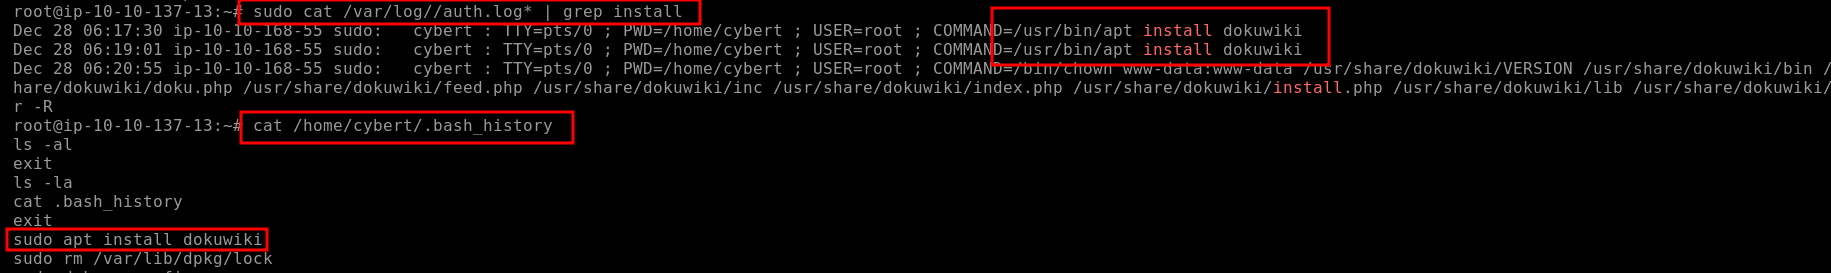 root@ip-10-10-137-13:~# sudo cat /var/log//auth.log* | grep install
Dec 28 06:17:30 ip-10-10-168-55 sudo:   cybert : TTY=pts/0 ; PWD=/home/cybert ; USER=root ; COMMAND=/usr/bin/apt install dokuwiki
Dec 28 06:19:01 ip-10-10-168-55 sudo:   cybert : TTY=pts/0 ; PWD=/home/cybert ; USER=root ; COMMAND=/usr/bin/apt install dokuwiki
Dec 28 06:20:55 ip-10-10-168-55 sudo:   cybert : TTY=pts/0 ; PWD=/home/cybert ; USER=root ; COMMAND=/bin/chown www-data:www-data /usr/share/dokuwiki/VERSION /usr/share/dokuwiki/bin /
hare/dokuwiki/doku.php /usr/share/dokuwiki/feed.php /usr/share/dokuwiki/inc /usr/share/dokuwiki/index.php /usr/share/dokuwiki/install.php /usr/share/dokuwiki/lib /usr/share/dokuwiki/
r -R
root@ip-10-10-137-13:~# cat /home/cybert/.bash_history
ls -al
exit
ls -la
cat .bash_history
exit
sudo apt install dokuwiki
sudo rm /var/lib/dpkg/lock